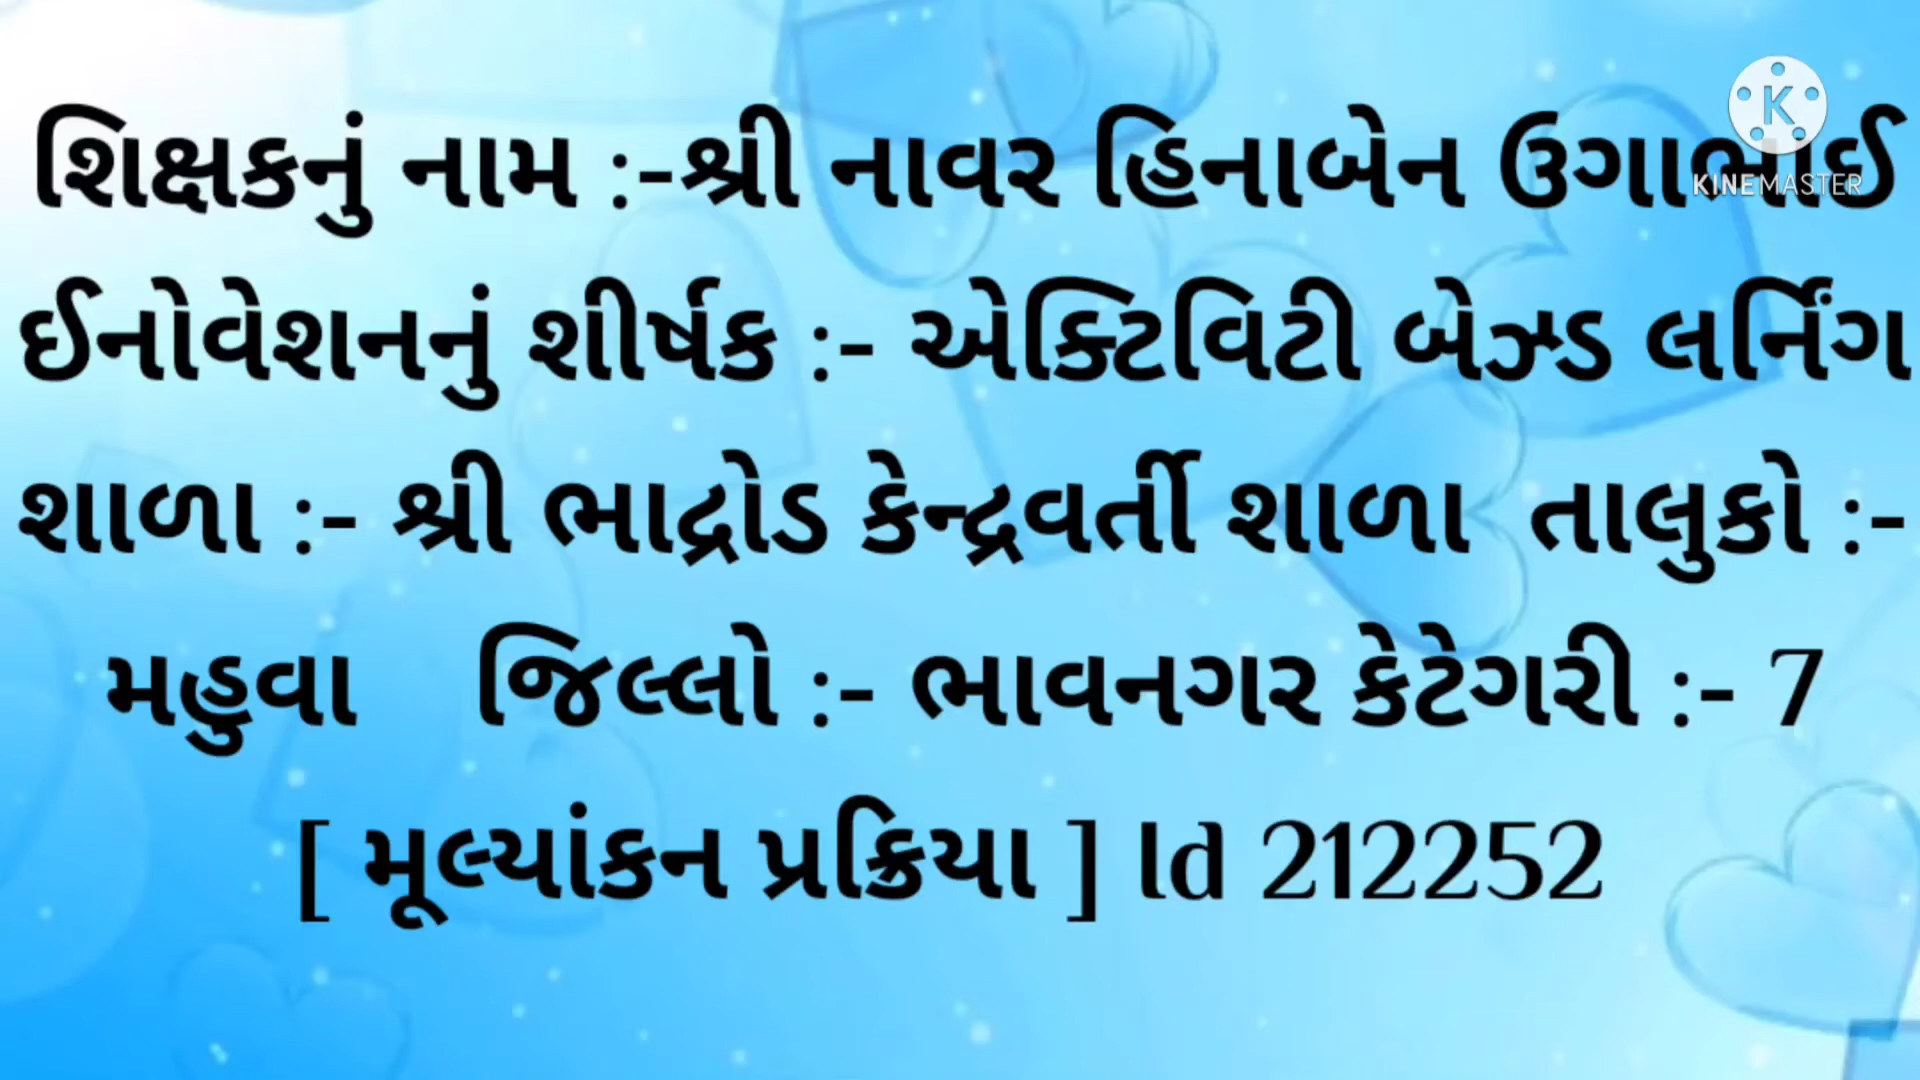 શિક્ષકનું નામ :-શ્રી નાવર હિનાબેન ઉગાભાઈ
ઈનોવેશનનું શીર્ષક :- એક્ટિવિટી બેઝ્ડ લર્નિંગ
શાળા :- શ્રી ભાદ્રોડ કેન્દ્રવર્તી શાળા તાલુકો :-
મહુવા જિલ્લો :- ભાવનગર કેટેગરી :- 7
[ મૂલ્યાંકન પ્રક્રિયા ] Id 212252
K
KINEMASTER